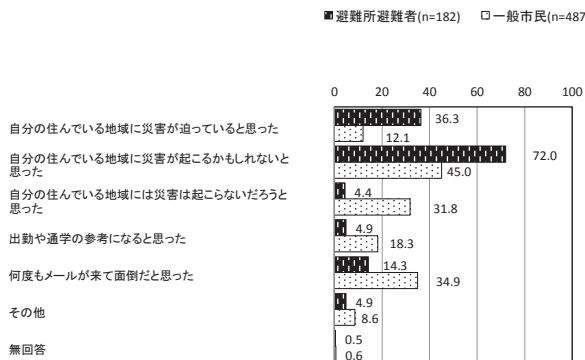 ■避難所避難者(n=182) □一般市民(n=487
0 20 40 60 80 100
自分の住んでいる地域に災害が迫っていると思った
36.3
12.1
自分の住んでいる地域に災害が起こるかもしれないと
思った
72.0
45.0
自分の住んでいる地域には災害は起こらないだろうと
思った
4.4
31.8
出勤や通学の参考になると思った
4.9
18.3
何度もメールが来て面倒だと思った
14.3
34.9
その他
4.9
8.6
無回答
0.5
0.6